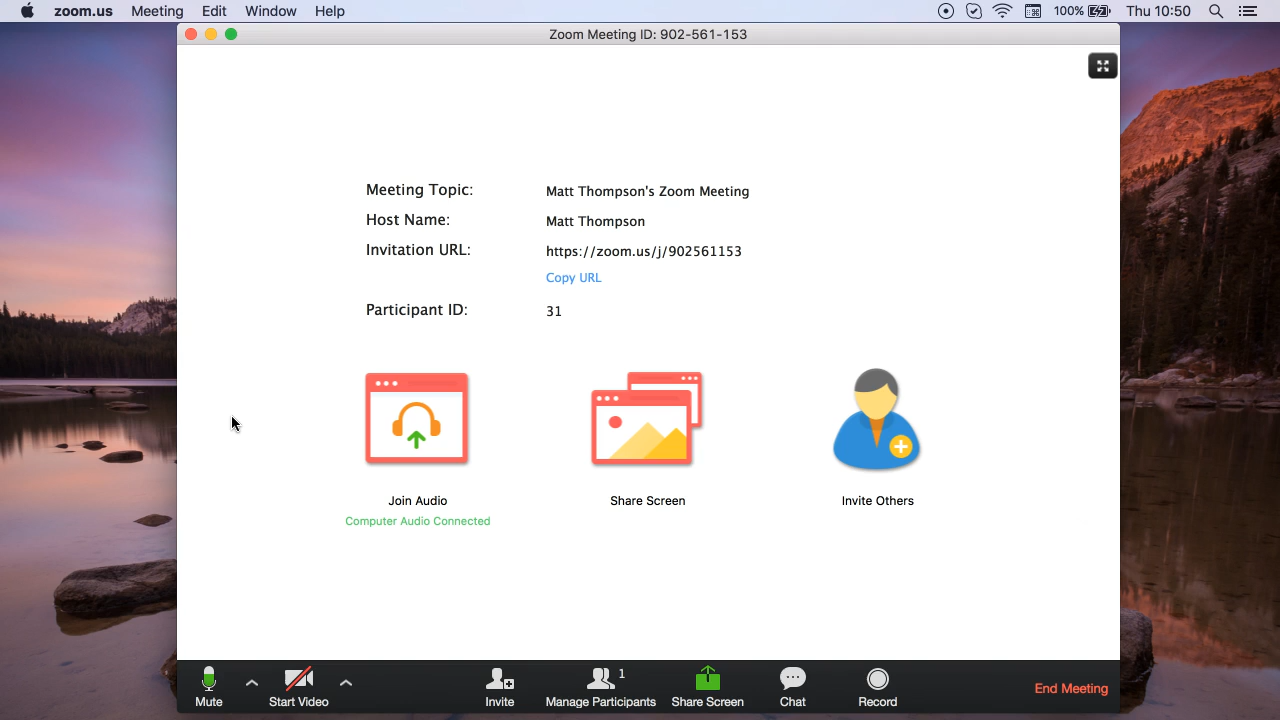 zoom.us Meeting Edit Window Help 100% Thu 10:50
Zoom Meeting ID: 902-561-153
Meeting Topic: Matt Thompson's Zoom Meeting
Host Name: Matt Thompson
Invitation URL: https://zoom.us/j/902561153
Copy URL
Participant ID: 31
Join Audio Share Screen Invite Others
Computer Audio Connected
1
Mute Start Video Invite Manage Participants Share Screen Chat Record End Meeting